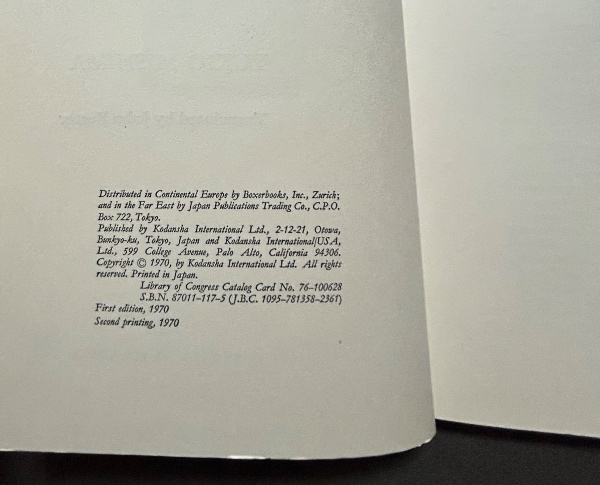 Distributed in Continental Europe by Boxerbooks, Inc., Zurich;
and in the Far East by Japan Publications Trading Co., C.P.O.
Box 722, Tokyo.
Published by Kodansha International Ltd., 2-12-21, Otowa,
Bunkyo-ku, Tokyo, Japan and Kodansha International/USA,
Ltd., 599 College Avenue, Palo Alto, California 94306.
Copyright © 1970, by Kodansha International Ltd. All rights
reserved. Printed in Japan.
Library of Congress Catalog Card No. 76–100628
S.B.N. 87011–117–5 (J.B.C. 1095–781358–2361)
First edition, 1970
Second printing, 1970